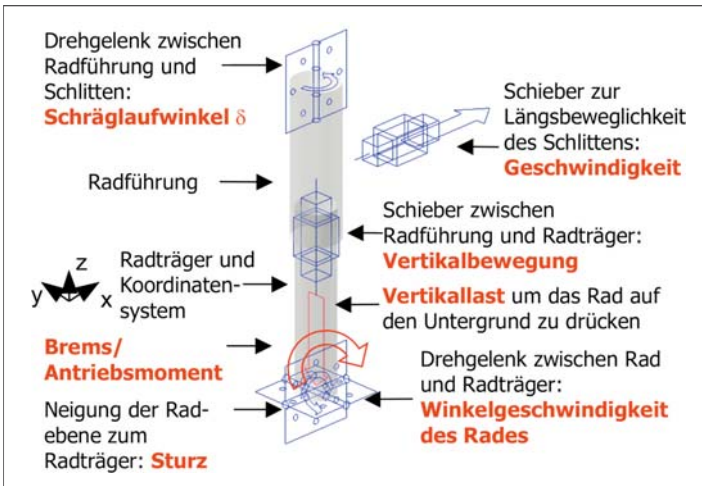 Drehgelenk zwischen
Radführung und
Schlitten:
Schräglaufwinkel δ
Schieber zur
Längsbeweglichkeit
des Schlittens:
Geschwindigkeit
Radführung
Schieber zwischen
Radführung und Radträger:
Vertikalbewegung
z
y
x
Radträger und
Koordinaten-
system
Vertikallast um das Rad auf
den Untergrund zu drücken
Brems/
Antriebsmoment
Drehgelenk zwischen Rad
und Radträger:
Winkelgeschwindigkeit
des Rades
Neigung der Rad-
ebene zum
Radträger: Sturz